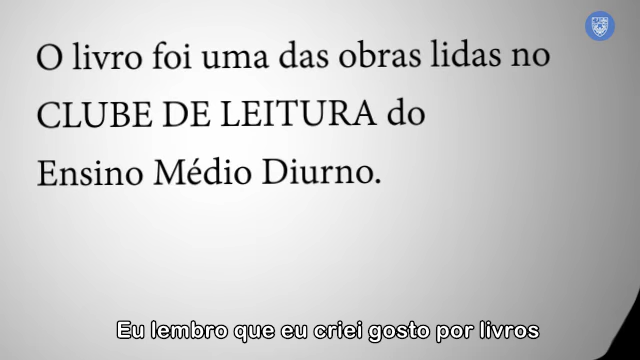 O livro foi uma das obras lidas no
CLUBE DE LEITURA do
Ensino Médio Diurno.
Eu lembro que eu criei gosto por livros